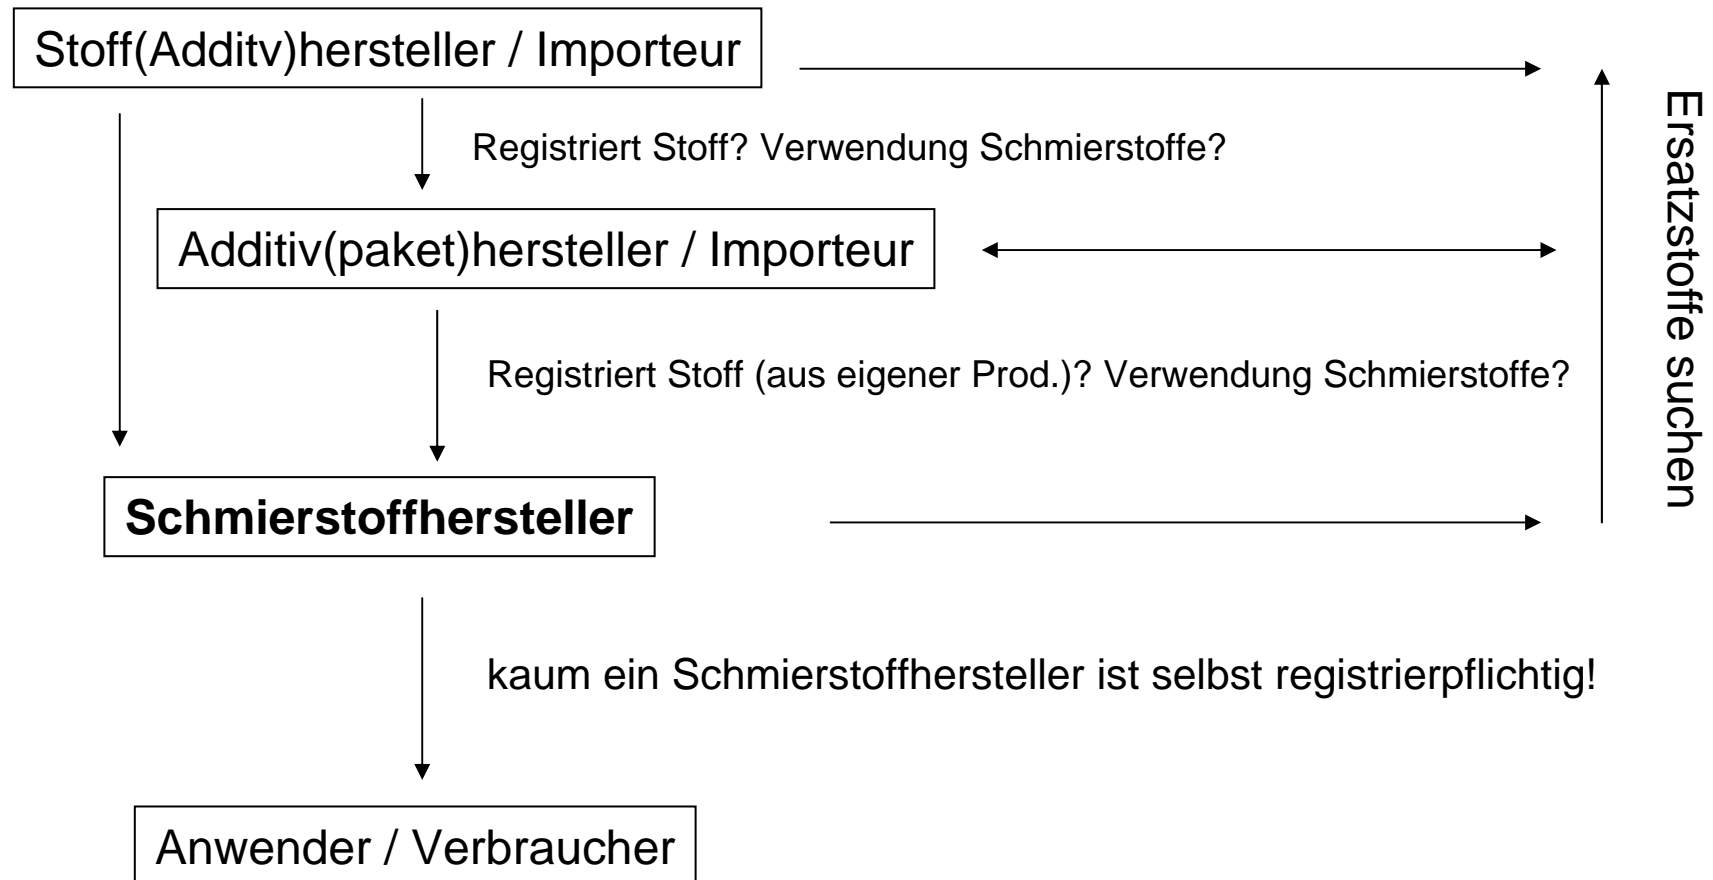 Stoff(Additv)hersteller / Importeur
Registriert Stoff? Verwendung Schmierstoffe?
Additiv(paket)hersteller / Importeur
Registriert Stoff (aus eigener Prod.)? Verwendung Schmierstoffe?
Schmierstoffhersteller
kaum ein Schmierstoffhersteller ist selbst registrierpflichtig!
Anwender / Verbraucher
Ersatzstoffe suchen